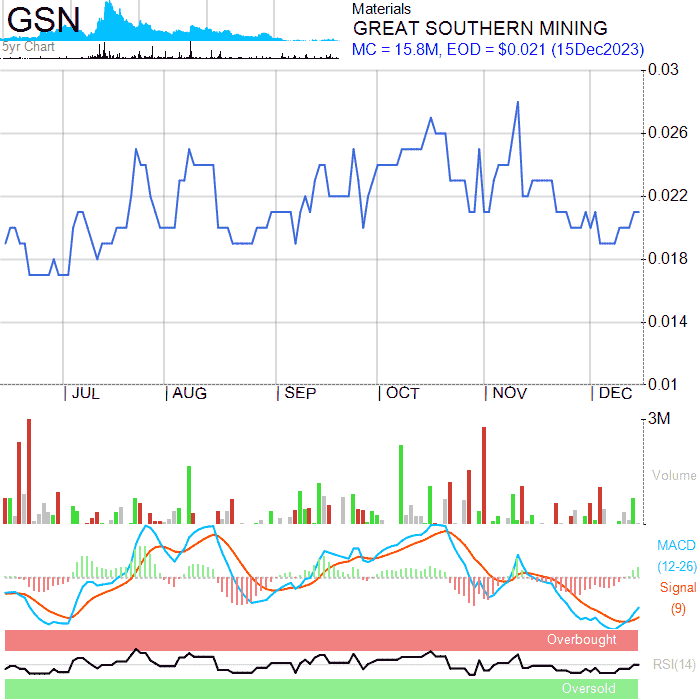 GSN
5yr Chart
Materials
GREAT SOUTHERN MINING
MC = 15.8M, EOD = $0.021 (15Dec2023)
0.03
0.026
0.022
0.018
0.014
0.01
JUL AUG SEP OCT NOV DEC
3M
Volume
MACD
(12-26)
Signal
(9)
Overbought
RSI(14)
Oversold